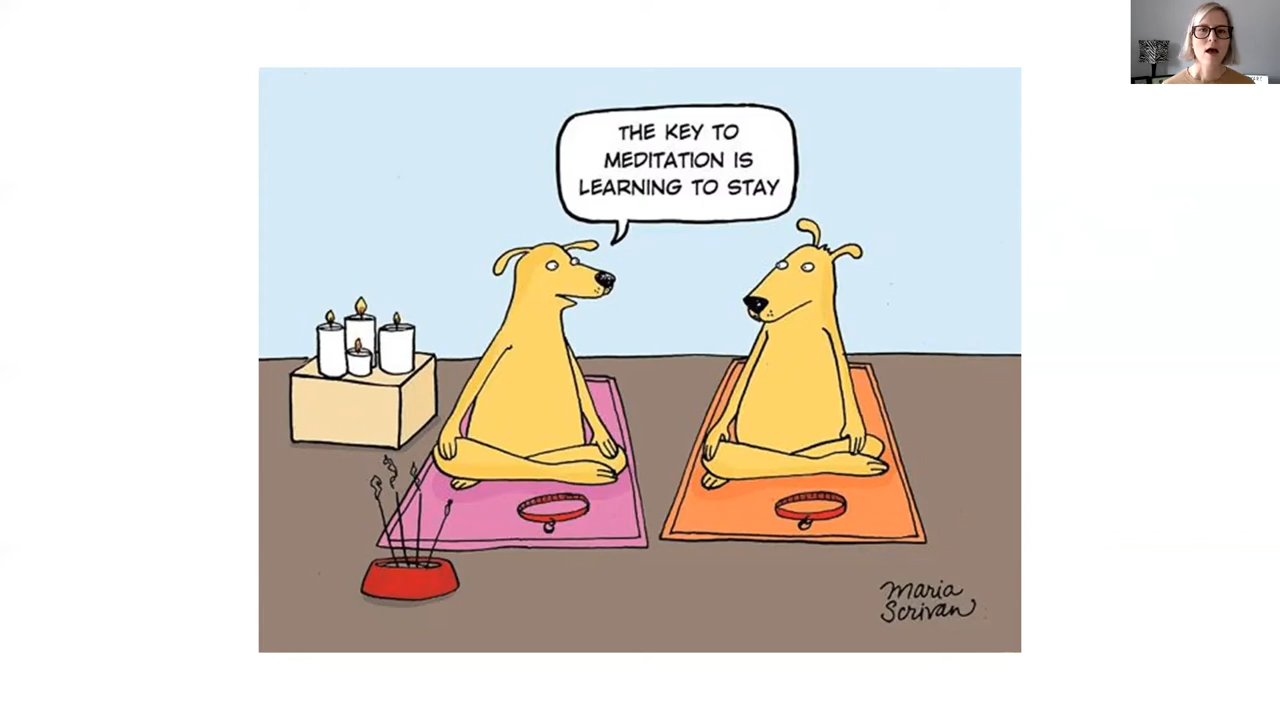 THE KEY TO
MEDITATION IS
LEARNING TO STAY
Maria
Scrivan